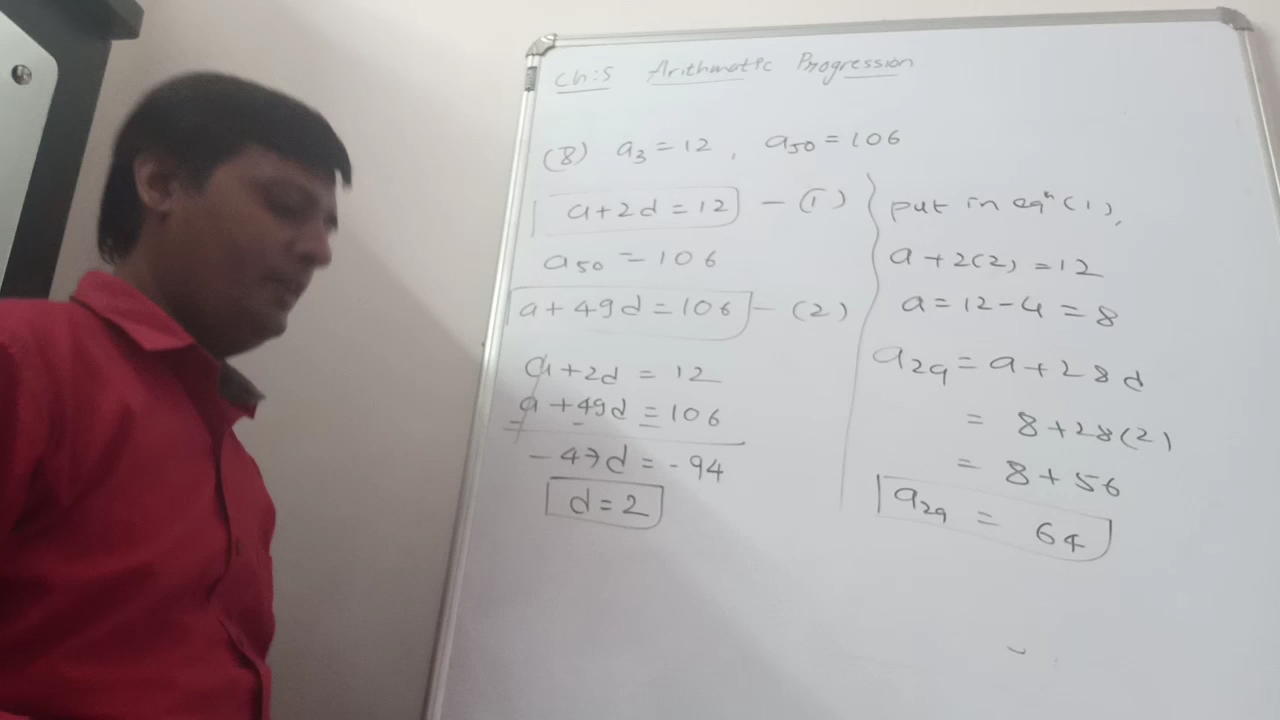 Ch:5 Arithmatic Progression
(8) a₃ = 12, a₅₀ = 106
a + 2d = 12 — (1)
a₅₀ = 106
a + 49d = 106 — (2)
a + 2d = 12
a + 49d = 106
- - -
- 47d = - 94
d = 2
put in eqⁿ (1),
a + 2(2) = 12
a = 12 - 4 = 8
a₂₉ = a + 28d
= 8 + 28(2)
= 8 + 56
a₂₉ = 64